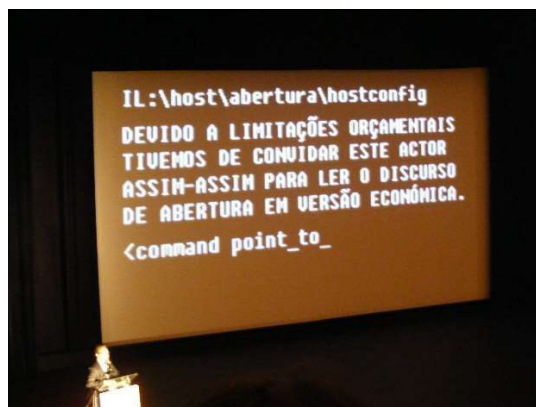 IL:\host\abertura\hostconfig
DEVIDO A LIMITAÇÕES ORÇAMENTAIS
TIVEMOS DE CONVIDAR ESTE ACTOR
ASSIM-ASSIM PARA LER O DISCURSO
DE ABERTURA EM VERSÃO ECONÓMICA.
<command point_to_